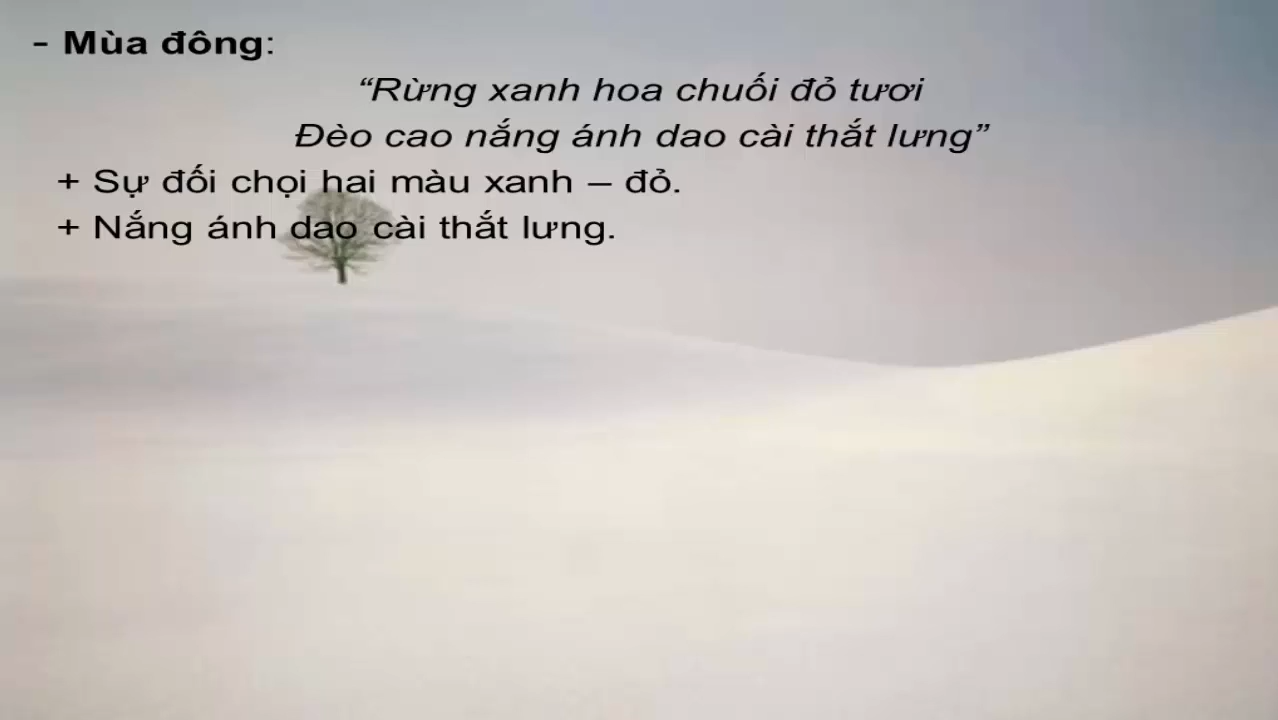 - Mùa đông:
“Rừng xanh hoa chuối đỏ tươi
Đèo cao nắng ánh dao cài thắt lưng”
+ Sự đối chọi hai màu xanh – đỏ.
+ Nắng ánh dao cài thắt lưng.